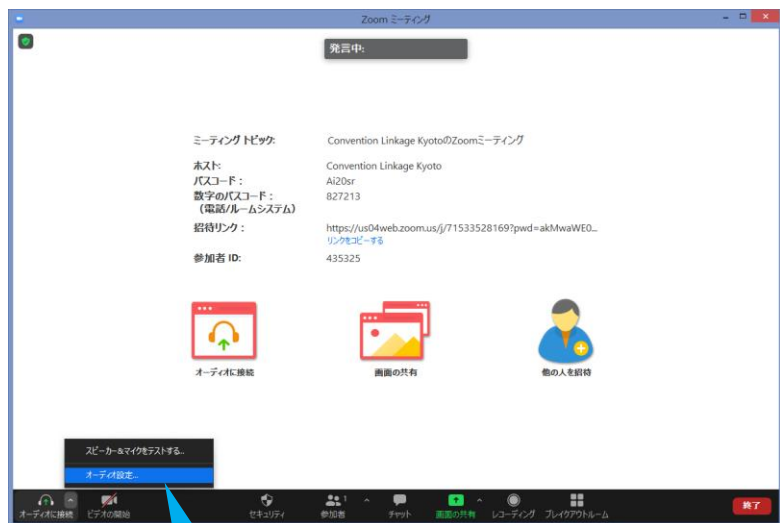 Zoom ミーティング
発言中:
ミーティング トピック: Convention Linkage KyotoのZoomミーティング
ホスト: Convention Linkage Kyoto
パスコード: Ai20sr
数字のパスコード: 827213
(電話/ルームシステム)
招待リンク: https://us04web.zoom.us/j/71533528169?pwd=akMwaWE0...
リンクをコピーする
参加者 ID: 435325
オーディオに接続 画面の共有 他の人を招待
スピーカー&マイクをテストする...
オーディオ設定...
オーディオに接続 ビデオの開始 セキュリティ 参加者 1 チャット 画面の共有 レコーディング ブレイクアウトルーム 終了